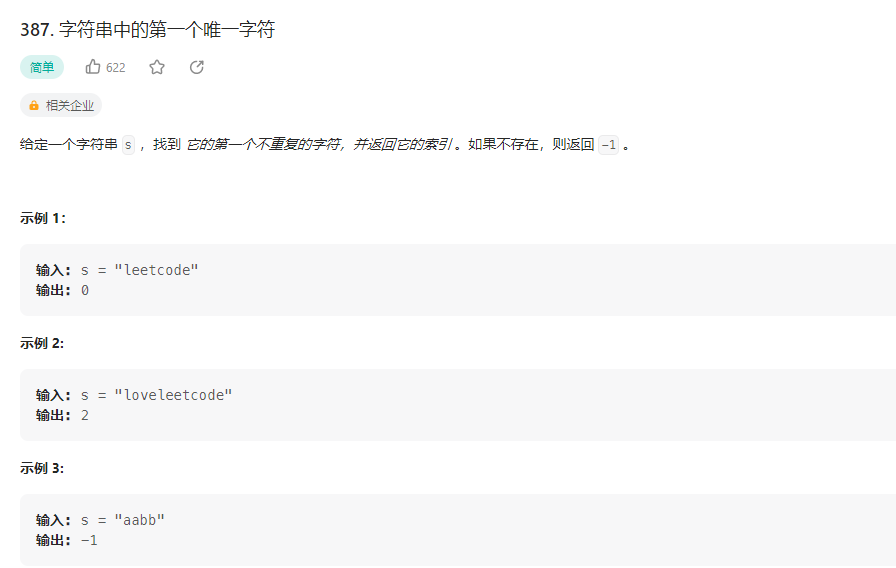 387. 字符串中的第一个唯一字符
简单 622
相关企业
给定一个字符串 s ，找到 它的第一个不重复的字符，并返回它的索引 。如果不存在，则返回 -1 。
示例 1：
输入：s = "leetcode"
输出：0
示例 2:
输入：s = "loveleetcode"
输出：2
示例 3:
输入：s = "aabb"
输出：-1